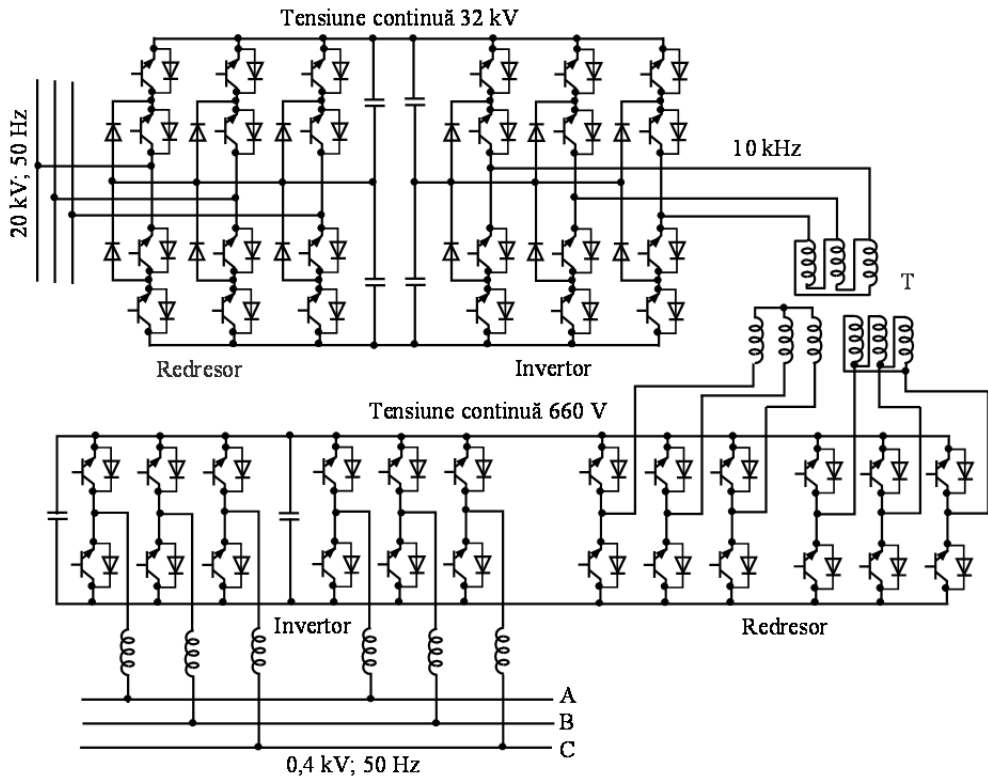 Tensiune continuă 32 kV
20 kV; 50 Hz
10 kHz
T
Redresor
Invertor
Tensiune continuă 660 V
Invertor
Redresor
A
B
C
0,4 kV; 50 Hz